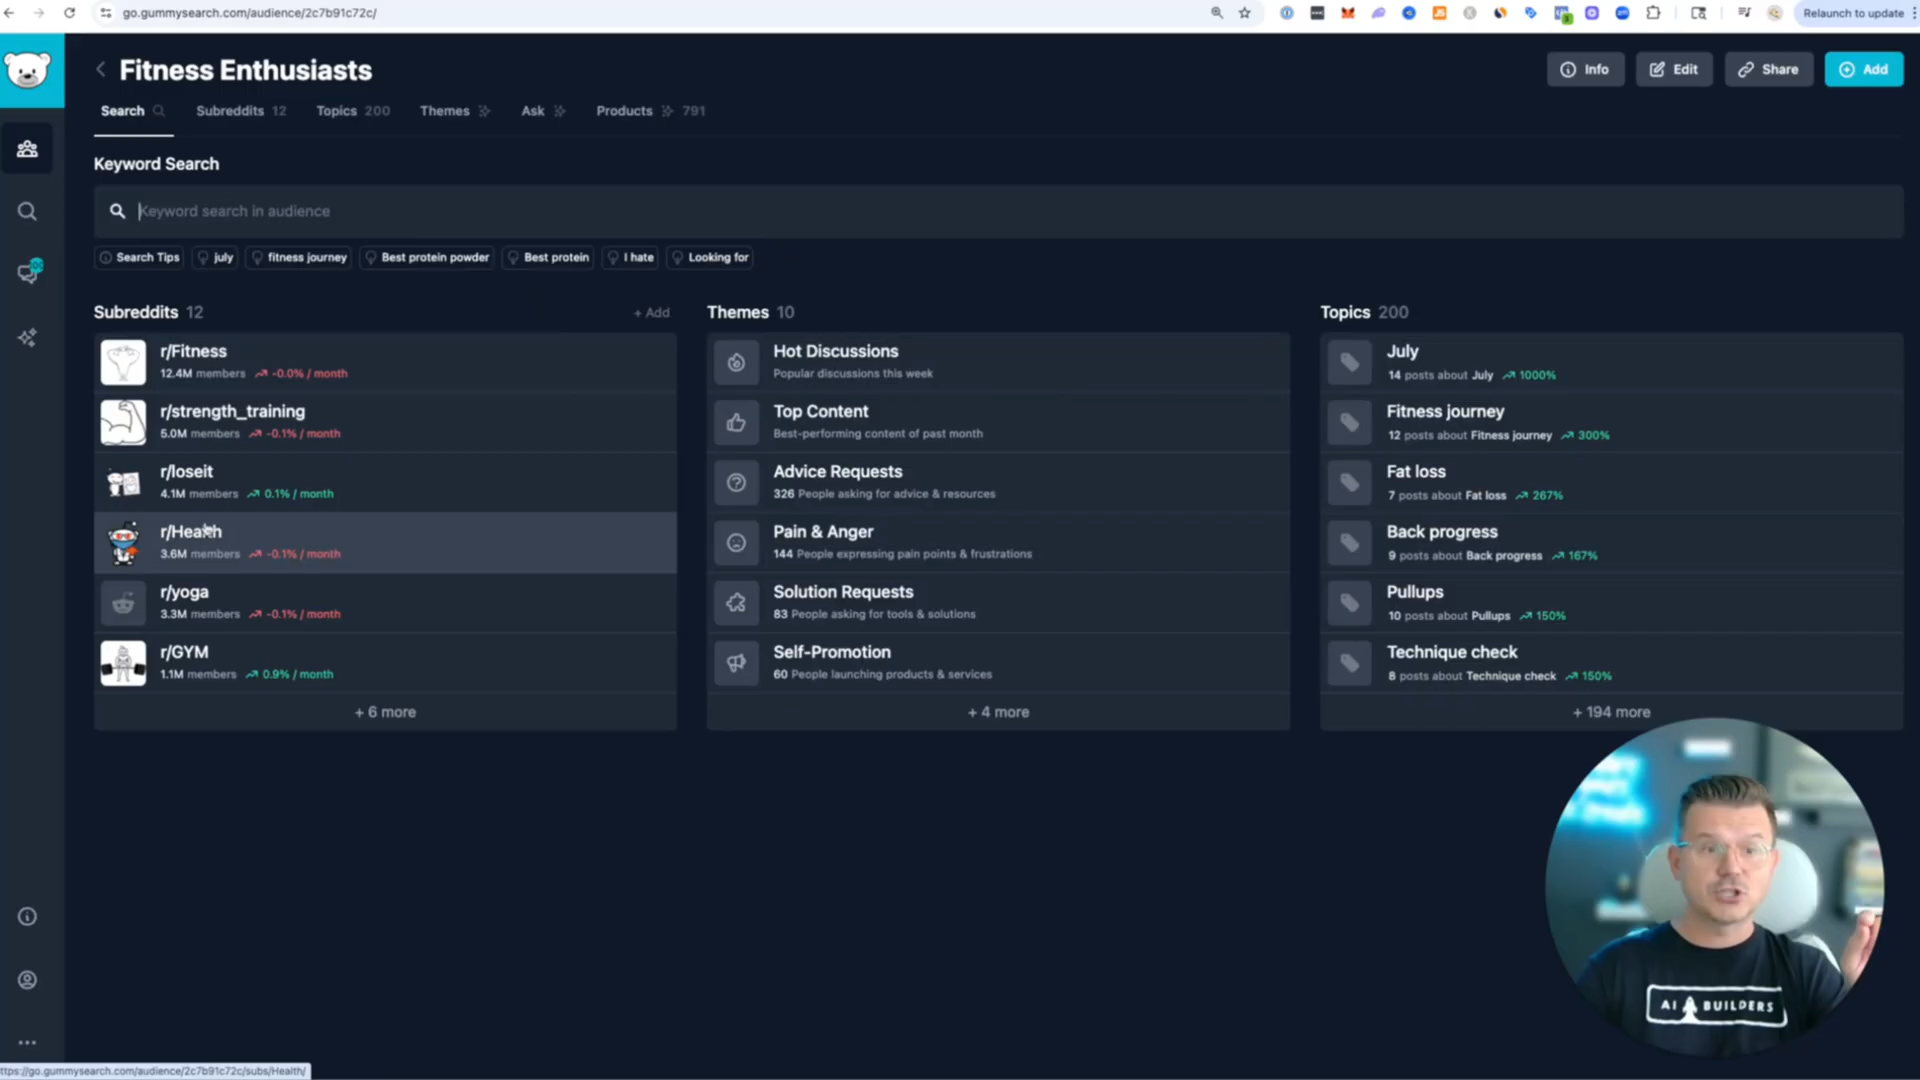 go.gummysearch.com/audience/2c7b91c72c/
Relaunch to update
Fitness Enthusiasts
Info
Edit
Share
Add
Search
Subreddits 12
Topics 200
Themes
Ask
Products 791
Keyword Search
Keyword search in audience
Search Tips
july
fitness journey
Best protein powder
Best protein
I hate
Looking for
Subreddits 12
+ Add
r/Fitness
12.4M members -0.0% / month
r/strength_training
5.0M members -0.1% / month
r/loseit
4.1M members 0.1% / month
r/Health
3.6M members -0.1% / month
r/yoga
3.3M members -0.1% / month
r/GYM
1.1M members 0.9% / month
+ 6 more
Themes 10
Hot Discussions
Popular discussions this week
Top Content
Best-performing content of past month
Advice Requests
326 People asking for advice & resources
Pain & Anger
144 People expressing pain points & frustrations
Solution Requests
83 People asking for tools & solutions
Self-Promotion
60 People launching products & services
+ 4 more
Topics 200
July
14 posts about July 1000%
Fitness journey
12 posts about Fitness journey 300%
Fat loss
7 posts about Fat loss 267%
Back progress
9 posts about Back progress 167%
Pullups
10 posts about Pullups 150%
Technique check
8 posts about Technique check 150%
+ 194 more
AI BUILDERS
ttps://go.gummysearch.com/audience/2c7b91c72c/subs/Health/